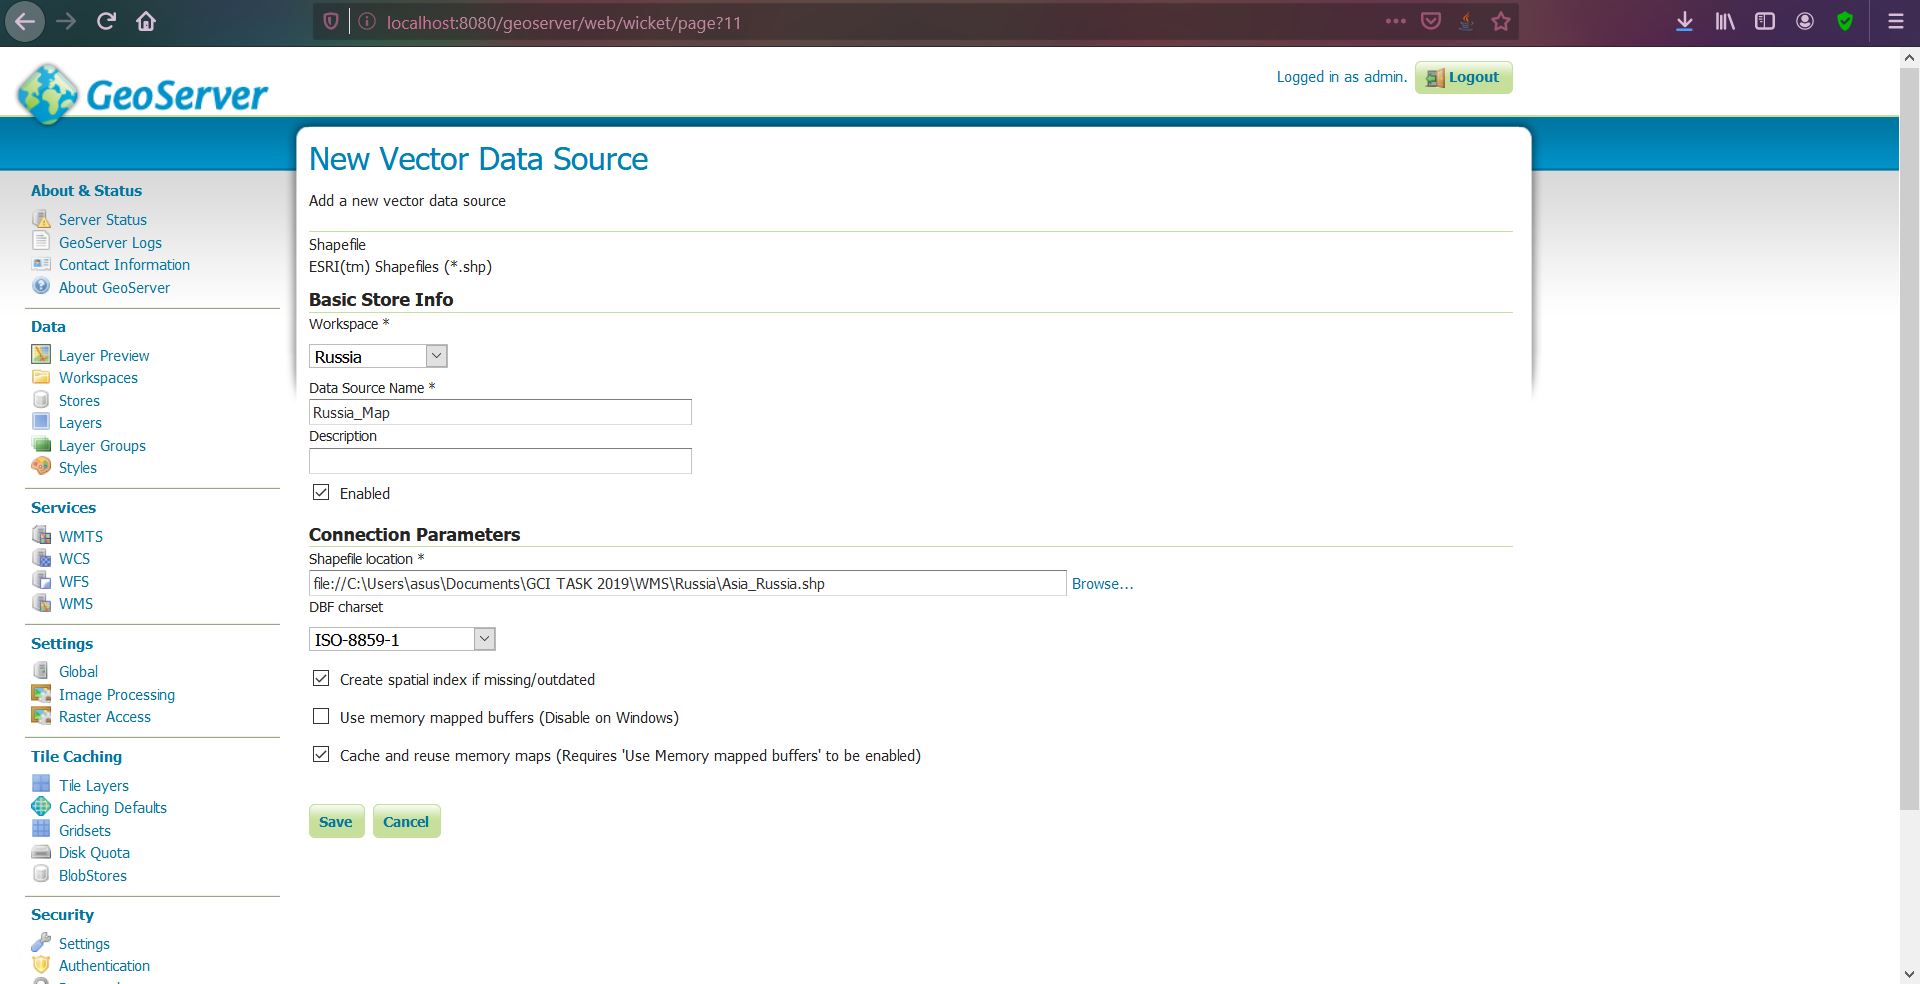 localhost:8080/geoserver/web/wicket/page?11
GeoServer
Logged in as admin.
Logout
About & Status
Server Status
GeoServer Logs
Contact Information
About GeoServer
Data
Layer Preview
Workspaces
Stores
Layers
Layer Groups
Styles
Services
WMTS
WCS
WFS
WMS
Settings
Global
Image Processing
Raster Access
Tile Caching
Tile Layers
Caching Defaults
Gridsets
Disk Quota
BlobStores
Security
Settings
Authentication
New Vector Data Source
Add a new vector data source
Shapefile
ESRI(tm) Shapefiles (*.shp)
Basic Store Info
Workspace *
Russia
Data Source Name *
Russia_Map
Description
Enabled
Connection Parameters
Shapefile location *
file://C:\Users\asus\Documents\GCI TASK 2019\WMS\Russia\Asia_Russia.shp
Browse...
DBF charset
ISO-8859-1
Create spatial index if missing/outdated
Use memory mapped buffers (Disable on Windows)
Cache and reuse memory maps (Requires 'Use Memory mapped buffers' to be enabled)
Save
Cancel